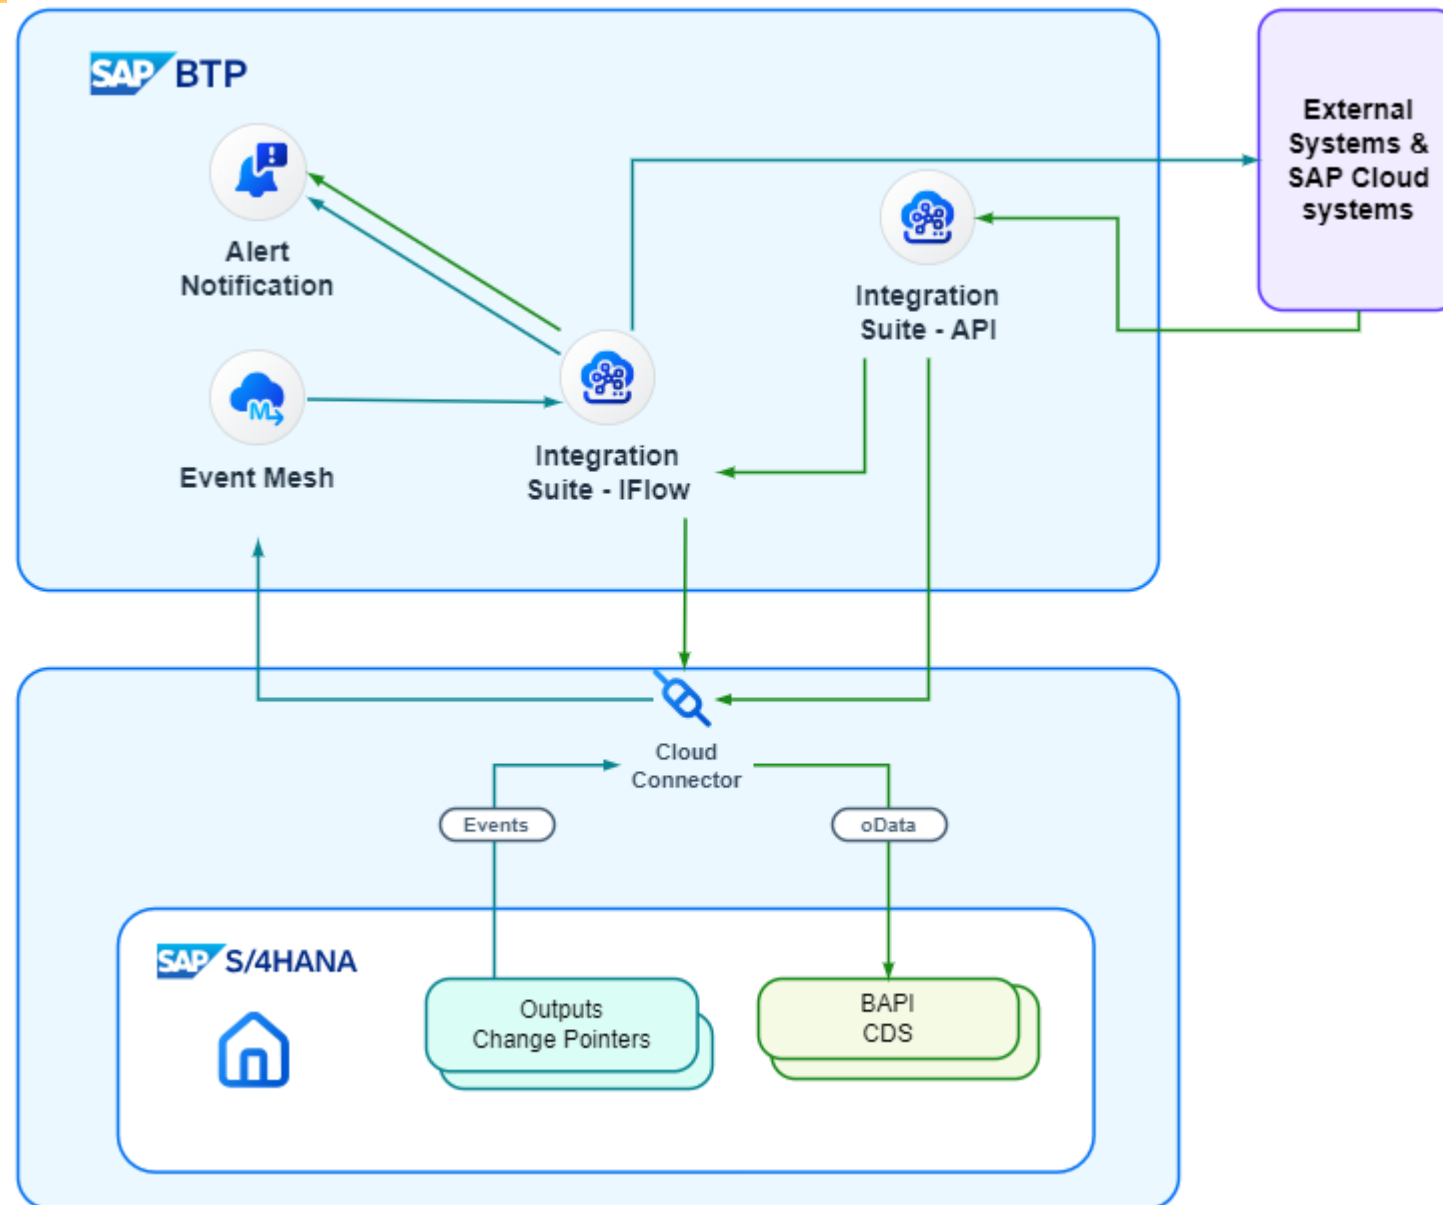 SAP BTP
External
Systems &
SAP Cloud
systems
Alert
Notification
Integration
Suite - API
Event Mesh
M
Integration
Suite - IFlow
Cloud
Connector
Events
oData
SAP S/4HANA
Outputs
Change Pointers
BAPI
CDS